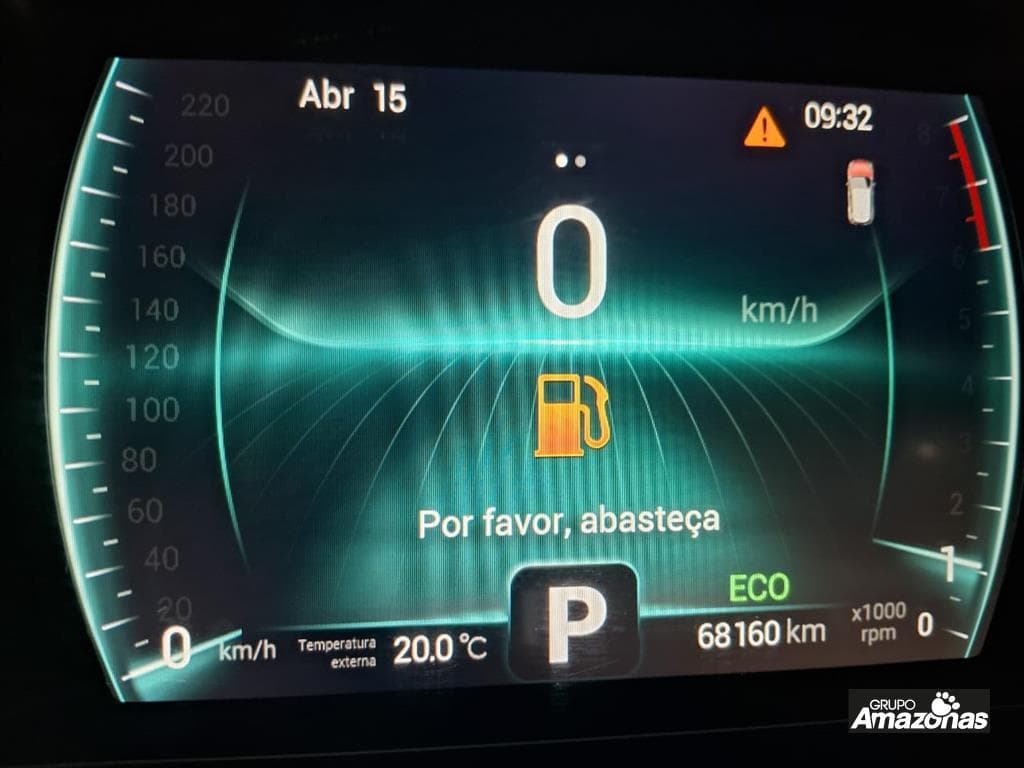 Abr 15
09:32
220
200
180
160
140
120
100
80
60
40
20
0 km/h
0
km/h
Por favor, abasteça
Temperatura
externa
20.0 °C
P
ECO
68160 km
8
7
6
5
4
3
2
1
x1000
rpm
0
GRUPO
Amazonas